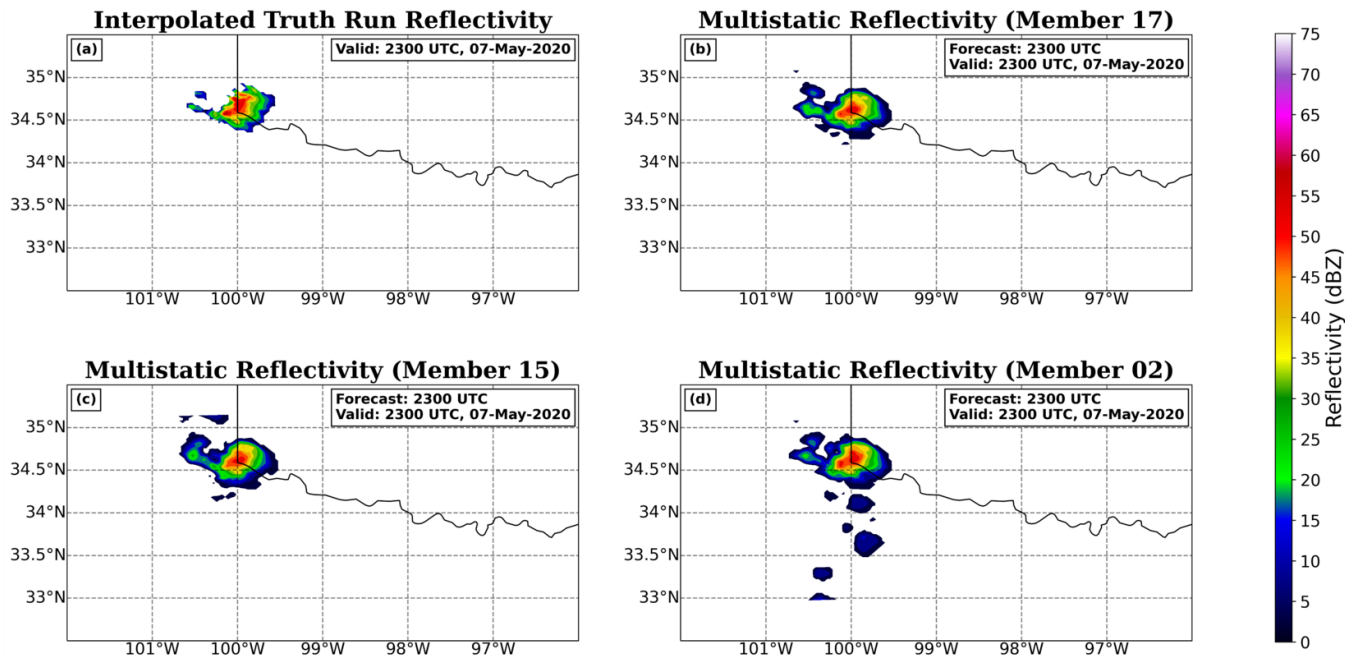 Interpolated Truth Run Reflectivity
(a)
Valid: 2300 UTC, 07-May-2020
35°N
34.5°N
34°N
33.5°N
33°N
101°W 100°W 99°W 98°W 97°W
Multistatic Reflectivity (Member 17)
(b)
Forecast: 2300 UTC
Valid: 2300 UTC, 07-May-2020
35°N
34.5°N
34°N
33.5°N
33°N
101°W 100°W 99°W 98°W 97°W
Multistatic Reflectivity (Member 15)
(c)
Forecast: 2300 UTC
Valid: 2300 UTC, 07-May-2020
35°N
34.5°N
34°N
33.5°N
33°N
101°W 100°W 99°W 98°W 97°W
Multistatic Reflectivity (Member 02)
(d)
Forecast: 2300 UTC
Valid: 2300 UTC, 07-May-2020
35°N
34.5°N
34°N
33.5°N
33°N
101°W 100°W 99°W 98°W 97°W
75
70
65
60
55
50
45
40
35
30
25
20
15
10
5
0
Reflectivity (dBZ)